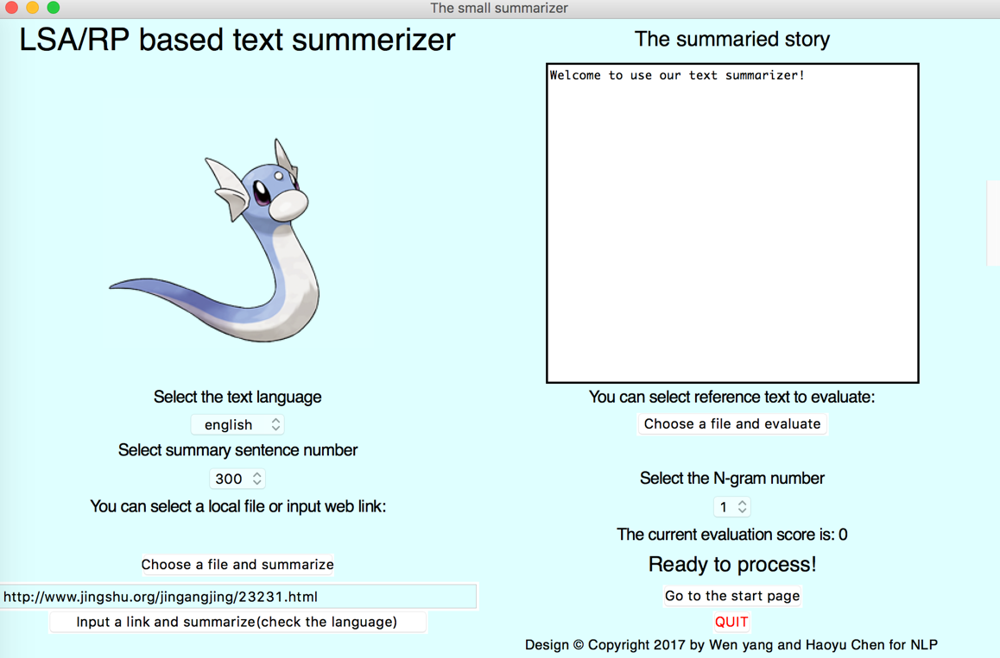 The small summarizer
LSA/RP based text summerizer
Select the text language
english
Select summary sentence number
300
You can select a local file or input web link:
Choose a file and summarize
http://www.jingshu.org/jingangjing/23231.html
Input a link and summarize(check the language)
The summaried story
Welcome to use our text summarizer!
You can select reference text to evaluate:
Choose a file and evaluate
Select the N-gram number
1
The current evaluation score is: 0
Ready to process!
Go to the start page
QUIT
Design © Copyright 2017 by Wen yang and Haoyu Chen for NLP